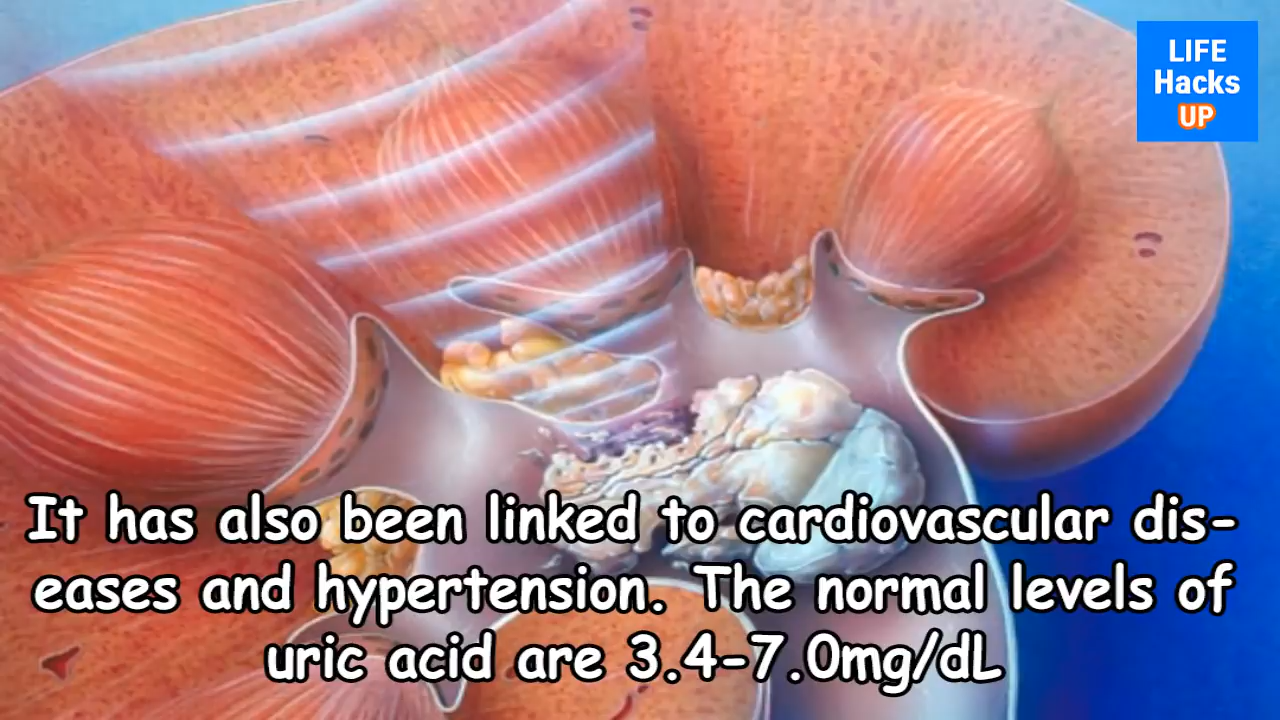 LIFE
Hacks
UP
It has also been linked to cardiovascular dis-
eases and hypertension. The normal levels of
uric acid are 3.4-7.0mg/dL